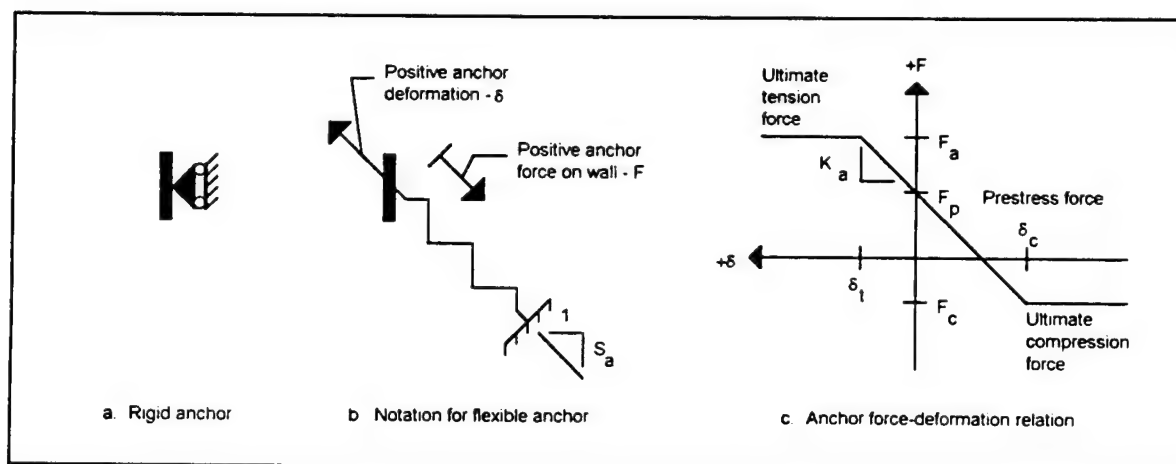 Positive anchor
deformation - δ
Positive anchor
force on wall - F
1
S_a
a. Rigid anchor
b Notation for flexible anchor
+F
Ultimate
tension
force
F_a
K_a
F_p
Prestress force
δ_c
+δ
δ_t
F_c
Ultimate
compression
force
c. Anchor force-deformation relation